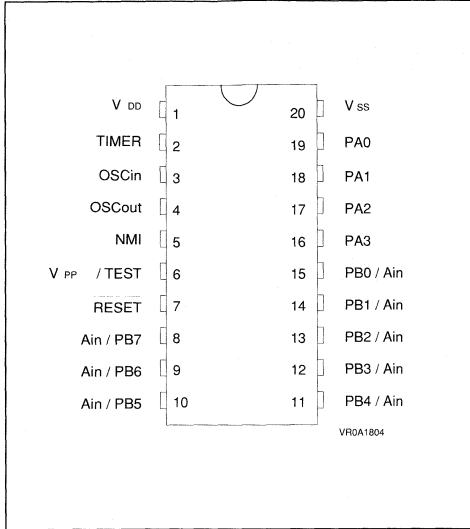 V DD 1 20 V SS
TIMER 2 19 PA0
OSCin 3 18 PA1
OSCout 4 17 PA2
NMI 5 16 PA3
V PP / TEST 6 15 PB0 / Ain
RESET 7 14 PB1 / Ain
Ain / PB7 8 13 PB2 / Ain
Ain / PB6 9 12 PB3 / Ain
Ain / PB5 10 11 PB4 / Ain
VR0A1804